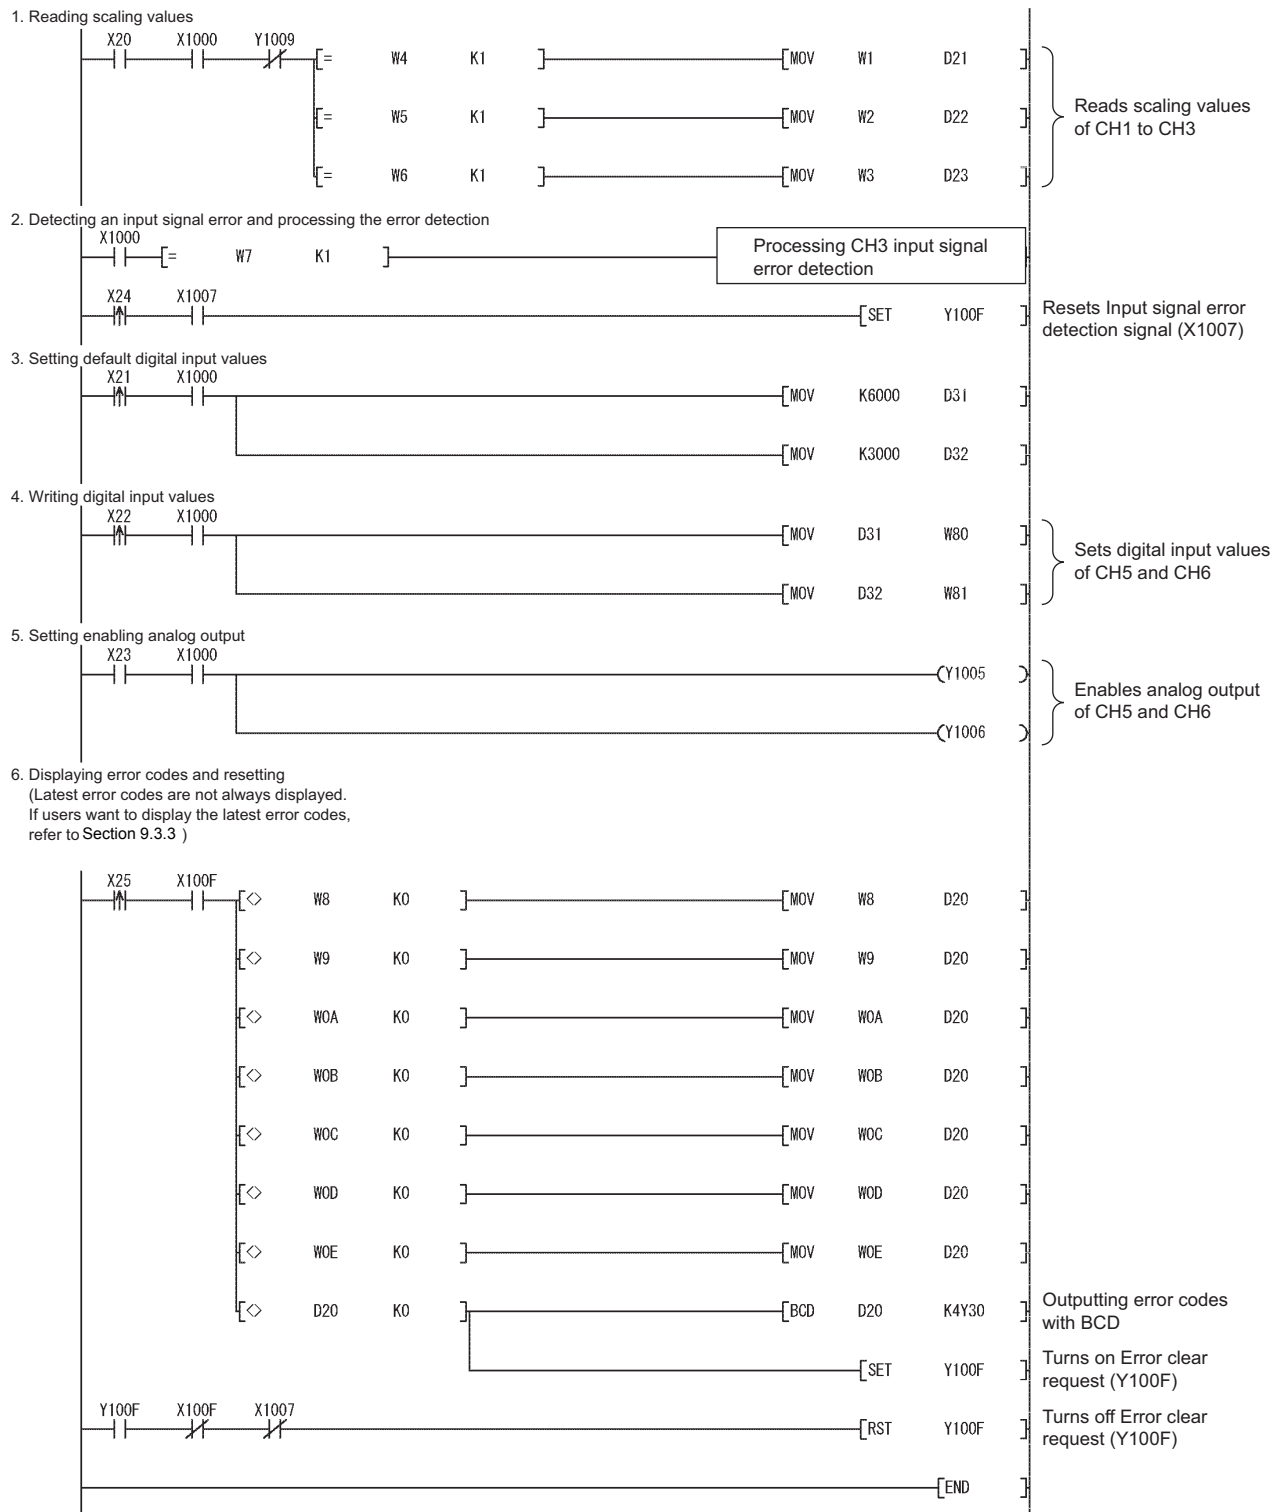 1. Reading scaling values
X20 X1000 Y1009
[= W4 K1 ] [MOV W1 D21 ]
[= W5 K1 ] [MOV W2 D22 ]
[= W6 K1 ] [MOV W3 D23 ]
Reads scaling values
of CH1 to CH3
2. Detecting an input signal error and processing the error detection
X1000
[= W7 K1 ]
Processing CH3 input signal
error detection
X24 X1007
[SET Y100F ]
Resets Input signal error
detection signal (X1007)
3. Setting default digital input values
X21 X1000
[MOV K6000 D31 ]
[MOV K3000 D32 ]
4. Writing digital input values
X22 X1000
[MOV D31 W80 ]
[MOV D32 W81 ]
Sets digital input values
of CH5 and CH6
5. Setting enabling analog output
X23 X1000
(Y1005 )
(Y1006 )
Enables analog output
of CH5 and CH6
6. Displaying error codes and resetting
(Latest error codes are not always displayed.
If users want to display the latest error codes,
refer to Section 9.3.3 )
X25 X100F
[<> W8 K0 ] [MOV W8 D20 ]
[<> W9 K0 ] [MOV W9 D20 ]
[<> W0A K0 ] [MOV W0A D20 ]
[<> W0B K0 ] [MOV W0B D20 ]
[<> W0C K0 ] [MOV W0C D20 ]
[<> W0D K0 ] [MOV W0D D20 ]
[<> W0E K0 ] [MOV W0E D20 ]
[<> D20 K0 ] [BCD D20 K4Y30 ]
Outputting error codes
with BCD
[SET Y100F ]
Turns on Error clear
request (Y100F)
Y100F X100F X1007
[RST Y100F ]
Turns off Error clear
request (Y100F)
[END ]